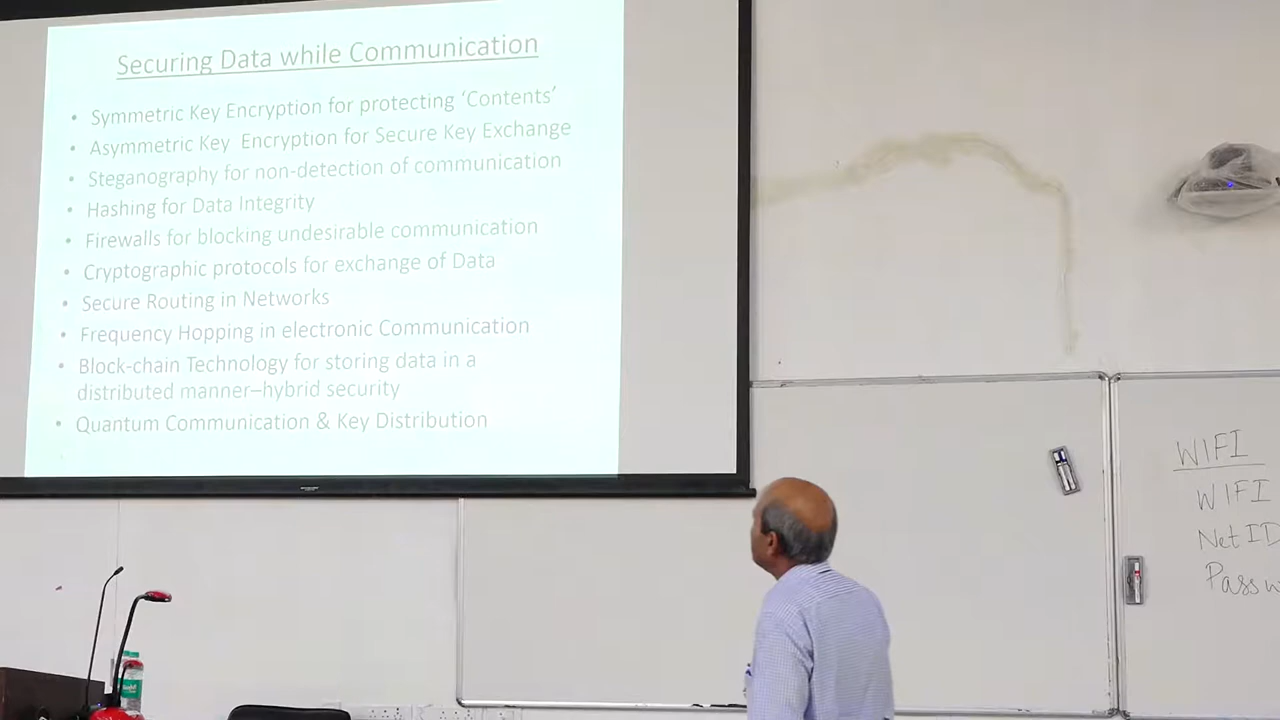 Securing Data while Communication
• Symmetric Key Encryption for protecting ‘Contents’
• Asymmetric Key Encryption for Secure Key Exchange
• Steganography for non-detection of communication
• Hashing for Data Integrity
• Firewalls for blocking undesirable communication
• Cryptographic protocols for exchange of Data
• Secure Routing in Networks
• Frequency Hopping in electronic Communication
• Block-chain Technology for storing data in a
distributed manner–hybrid security
• Quantum Communication & Key Distribution
WIFI
WIFI
NetID
Passw